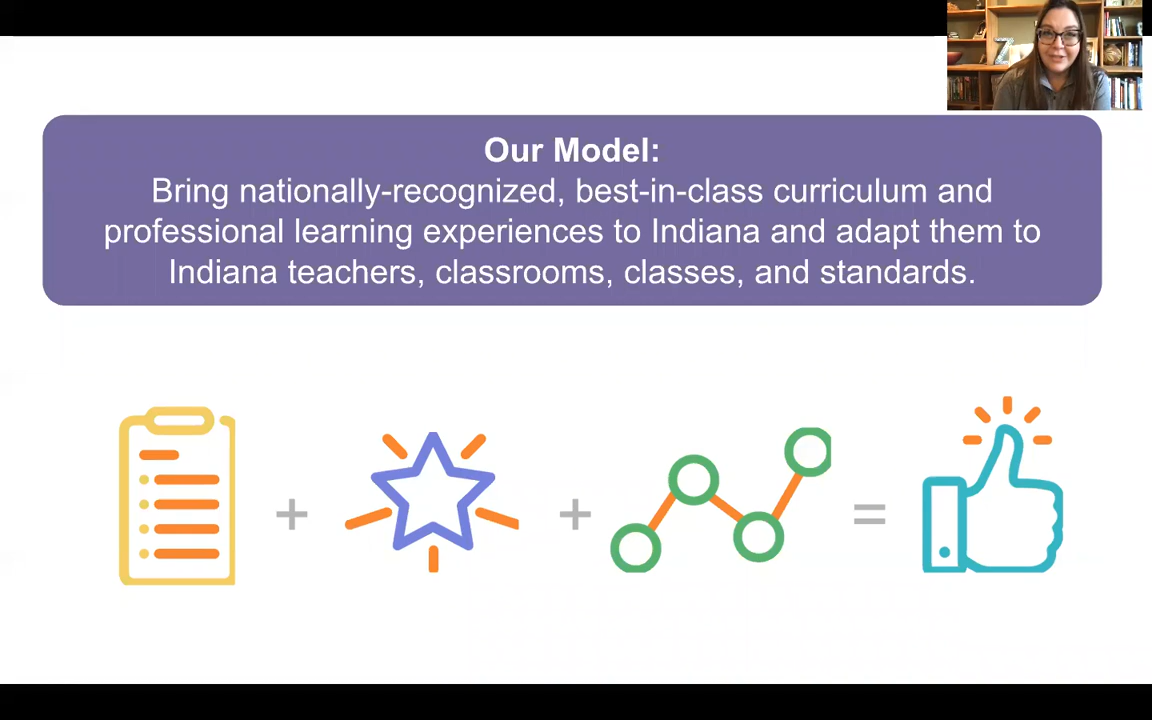 Our Model:
Bring nationally-recognized, best-in-class curriculum and
professional learning experiences to Indiana and adapt them to
Indiana teachers, classrooms, classes, and standards.
+ + =